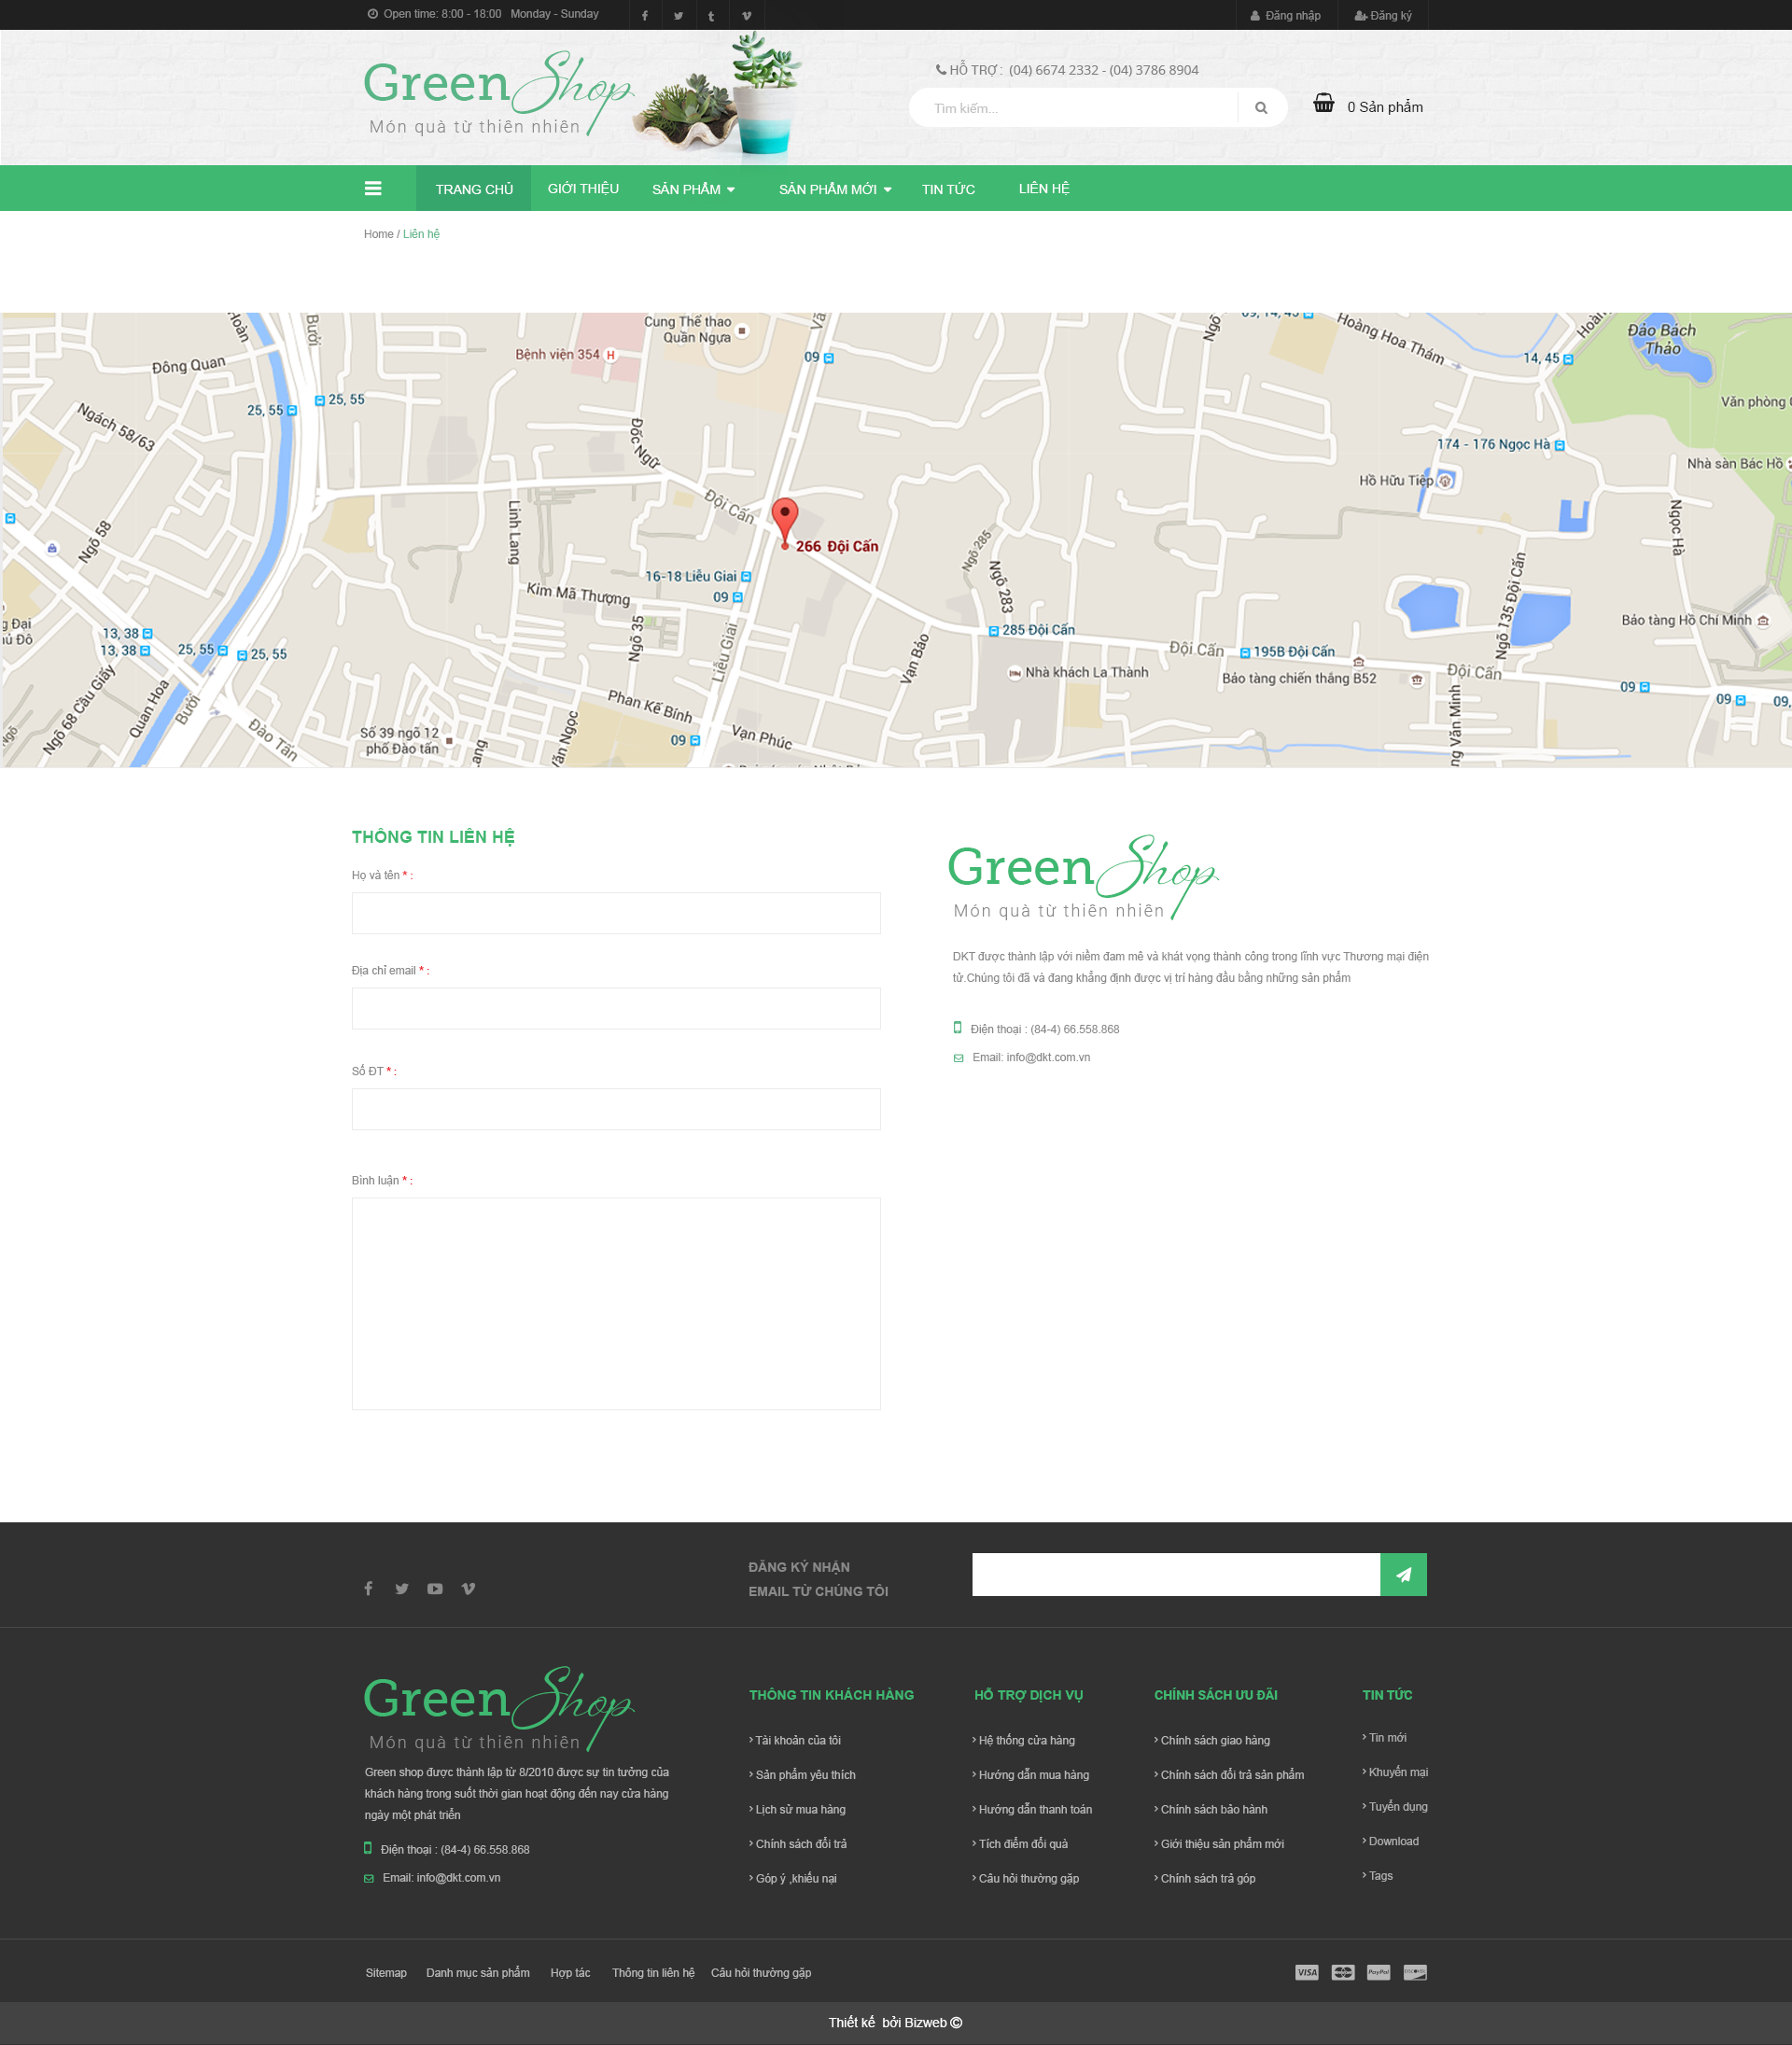 Open time: 8:00 - 18:00 Monday - Sunday
Đăng nhập
Đăng ký
Green Shop
Món quà từ thiên nhiên
HỖ TRỢ : (04) 6674 2332 - (04) 3786 8904
Tìm kiếm...
0 Sản phẩm
TRANG CHỦ
GIỚI THIỆU
SẢN PHẨM
SẢN PHẨM MỚI
TIN TỨC
LIÊN HỆ
Home / Liên hệ
Bưởi
Cung Thể thao
Quần Ngựa
Bệnh viện 354
H
09
Ngõ
09, 14, 45
Hoàng Hoa Thám
14, 45
Đảo Bách
Thảo
Đông Quan
25, 55
25, 55
Ngách 58/63
Văn phòng
Dốc Ngữ
174 - 176 Ngọc Hà
Nhà sàn Bác Hồ
Hồ Hữu Tiệp
Đội Cấn
Linh Lang
Ngõ 58
Ngọc Hà
266 Đội Cấn
Ngõ 285
Ngõ 283
16-18 Liễu Giai
09
Kim Mã Thượng
Ngõ 135 Đội Cấn
Bảo tàng Hồ Chí Minh
13, 38
13, 38
25, 55
25, 55
Ngõ 35
Liễu Giai
Vạn Bảo
285 Đội Cấn
Đội Cấn
195B Đội Cấn
Đội Cấn
Nhà khách La Thành
Bảo tàng chiến thắng B52
09
09
09,
Ngõ 68 Cầu Giấy
Quan Hoa
Bưởi
Đào Tấn
Số 39 ngõ 12
phố Đào tấn
Phan Kế Bính
Vạn Phúc
09
Văn Ngọc
THÔNG TIN LIÊN HỆ
Họ và tên * :
Địa chỉ email * :
Số ĐT * :
Bình luận * :
Green Shop
Món quà từ thiên nhiên
DKT được thành lập với niềm đam mê và khát vọng thành công trong lĩnh vực Thương mại điện
tử.Chúng tôi đã và đang khẳng định được vị trí hàng đầu bằng những sản phẩm
Điện thoại : (84-4) 66.558.868
Email: info@dkt.com.vn
ĐĂNG KÝ NHẬN
EMAIL TỪ CHÚNG TÔI
Green Shop
Món quà từ thiên nhiên
Green shop được thành lập từ 8/2010 được sự tin tưởng của
khách hàng trong suốt thời gian hoạt động đến nay cửa hàng
ngày một phát triển
Điện thoại : (84-4) 66.558.868
Email: info@dkt.com.vn
THÔNG TIN KHÁCH HÀNG
Tài khoản của tôi
Sản phẩm yêu thích
Lịch sử mua hàng
Chính sách đổi trả
Góp ý ,khiếu nại
HỖ TRỢ DỊCH VỤ
Hệ thống cửa hàng
Hướng dẫn mua hàng
Hướng dẫn thanh toán
Tích điểm đổi quà
Câu hỏi thường gặp
CHÍNH SÁCH ƯU ĐÃI
Chính sách giao hàng
Chính sách đổi trả sản phẩm
Chính sách bảo hành
Giới thiệu sản phẩm mới
Chính sách trả góp
TIN TỨC
Tin mới
Khuyến mại
Tuyển dụng
Download
Tags
Sitemap
Danh mục sản phẩm
Hợp tác
Thông tin liên hệ
Câu hỏi thường gặp
VISA
PayPal
DISCOVER
Thiết kế bởi Bizweb ©